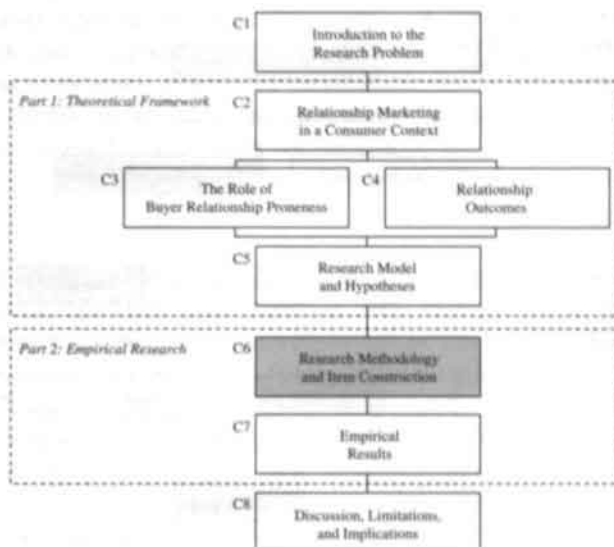 C1
Introduction to the
Research Problem
Part 1: Theoretical Framework
C2
Relationship Marketing
in a Consumer Context
C3
The Role of
Buyer Relationship Proneness
C4
Relationship
Outcomes
C5
Research Model
and Hypotheses
Part 2: Empirical Research
C6
Research Methodology
and Item Construction
C7
Empirical
Results
C8
Discussion, Limitations,
and Implications